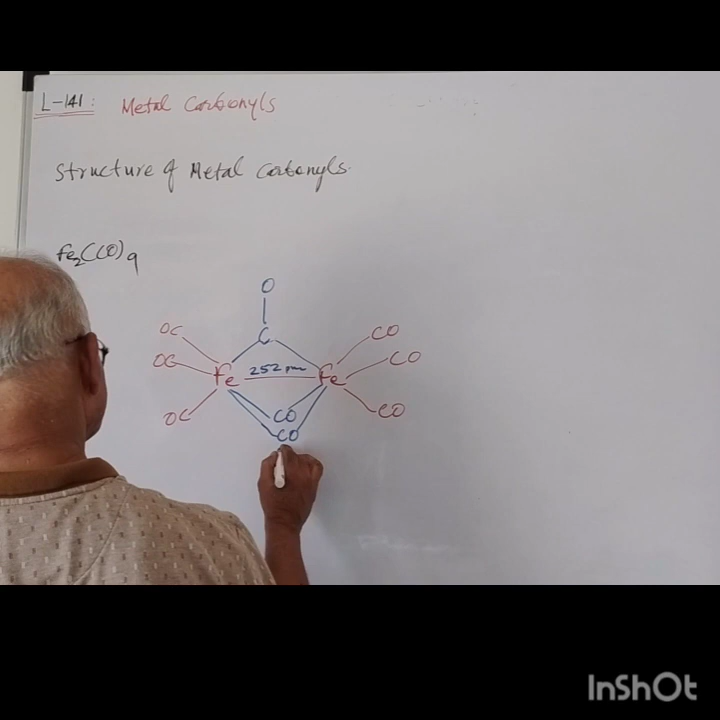 L-141: Metal Carbonyls
Structure of Metal Carbonyls.
Fe₂(CO)₉
O
C
OC
OC
OC
Fe
252 pm
Fe
CO
CO
CO
CO
CO
InShOt